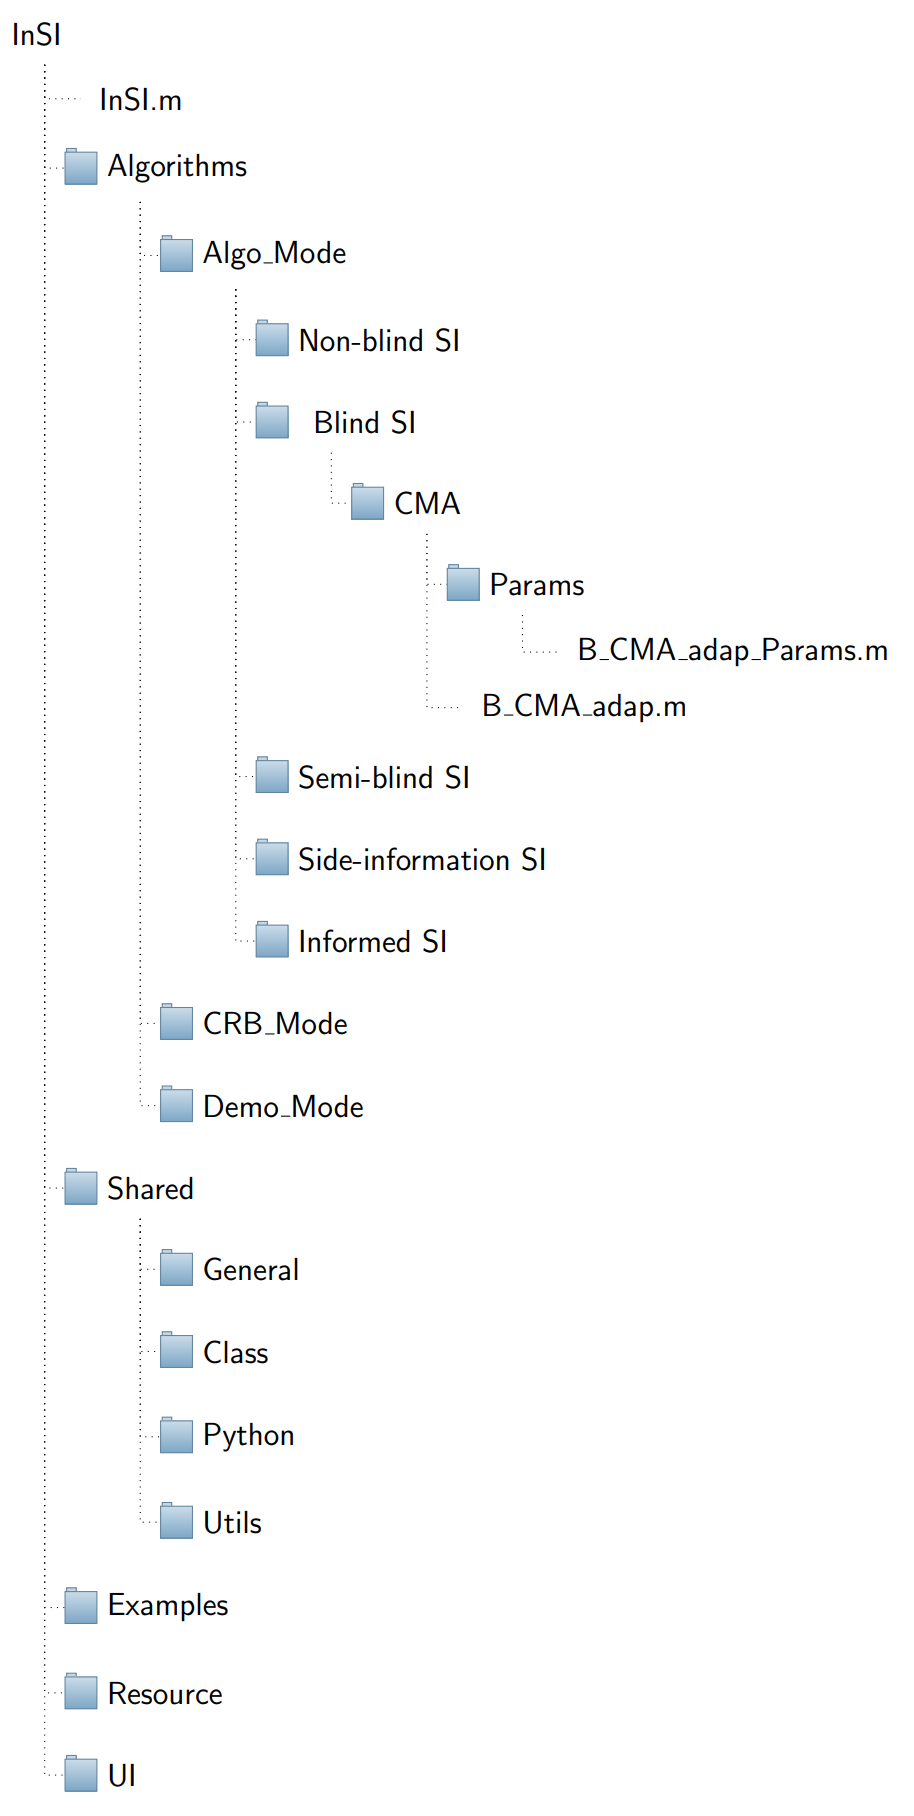 InSI
InSI.m
Algorithms
Algo_Mode
Non-blind SI
Blind SI
CMA
Params
B_CMA_adap_Params.m
B_CMA_adap.m
Semi-blind SI
Side-information SI
Informed SI
CRB_Mode
Demo_Mode
Shared
General
Class
Python
Utils
Examples
Resource
UI